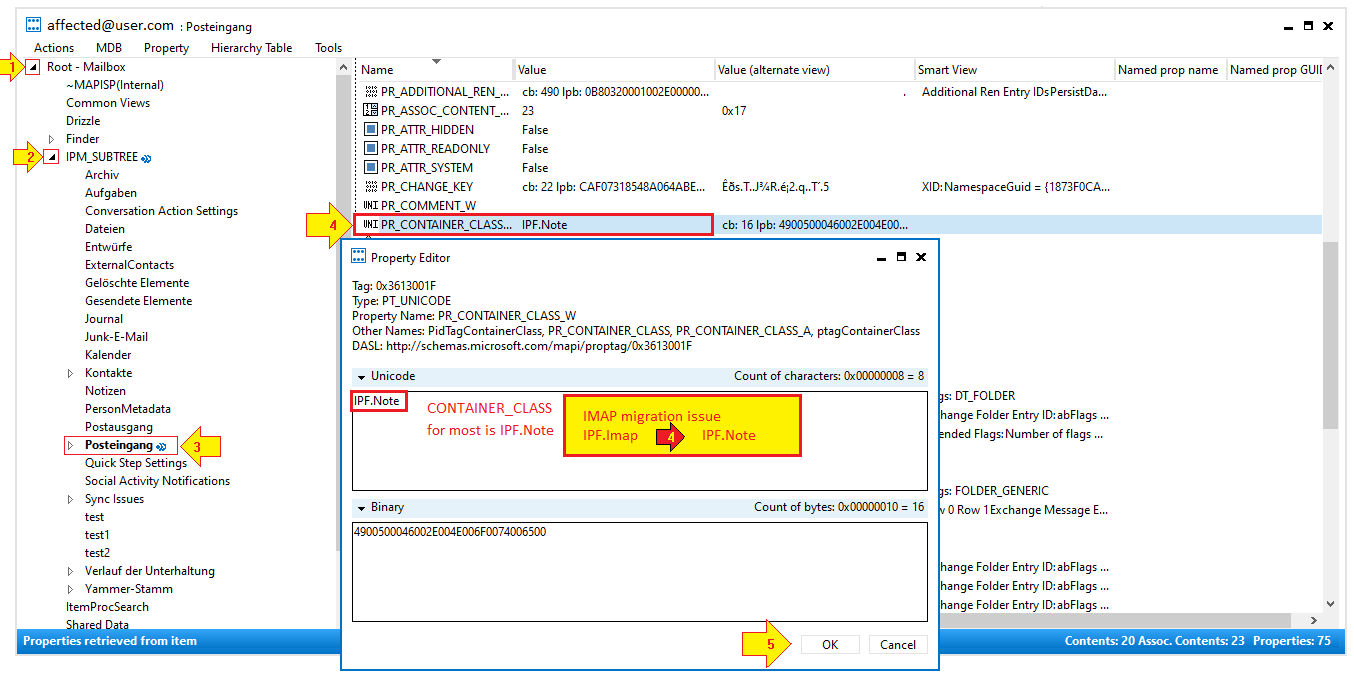 affected@user.com : Posteingang
Actions MDB Property Hierarchy Table Tools
1
Root - Mailbox
~MAPISP(Internal)
Common Views
Drizzle
Finder
2
IPM_SUBTREE
Archiv
Aufgaben
Conversation Action Settings
Dateien
Entwürfe
ExternalContacts
Gelöschte Elemente
Gesendete Elemente
Journal
Junk-E-Mail
Kalender
Kontakte
Notizen
PersonMetadata
Postausgang
Posteingang
3
Quick Step Settings
Social Activity Notifications
Sync Issues
test
test1
test2
Verlauf der Unterhaltung
Yammer-Stamm
ItemProcSearch
Shared Data
Name Value Value (alternate view) Smart View Named prop name Named prop GUI
PR_ADDITIONAL_REN_... cb: 490 lpb: 0B80320001002E00000... . Additional Ren Entry IDsPersistDa...
PR_ASSOC_CONTENT_... 23 0x17
PR_ATTR_HIDDEN False
PR_ATTR_READONLY False
PR_ATTR_SYSTEM False
PR_CHANGE_KEY cb: 22 lpb: CAF07318548A064ABE... Êðs.T..J¾R.é¡2.q..T´.5 XID:NamespaceGuid = {1873F0CA...
UNI PR_COMMENT_W
4
UNI PR_CONTAINER_CLASS... IPF.Note cb: 16 lpb: 4900500046002E004E00...
Property Editor
Tag: 0x3613001F
Type: PT_UNICODE
Property Name: PR_CONTAINER_CLASS_W
Other Names: PidTagContainerClass, PR_CONTAINER_CLASS, PR_CONTAINER_CLASS_A, ptagContainerClass
DASL: http://schemas.microsoft.com/mapi/proptag/0x3613001F
Unicode Count of characters: 0x00000008 = 8
IPF.Note
CONTAINER_CLASS
for most is IPF.Note
IMAP migration issue
IPF.Imap 4 IPF.Note
Binary Count of bytes: 0x00000010 = 16
4900500046002E004E006F0074006500
5
OK Cancel
gs: DT_FOLDER
hange Folder Entry ID:abFlags ...
ended Flags:Number of flags ...
gs: FOLDER_GENERIC
v 0 Row 1Exchange Message E...
hange Folder Entry ID:abFlags ...
hange Folder Entry ID:abFlags ...
hange Folder Entry ID:abFlags ...
Properties retrieved from item
Contents: 20 Assoc. Contents: 23 Properties: 75